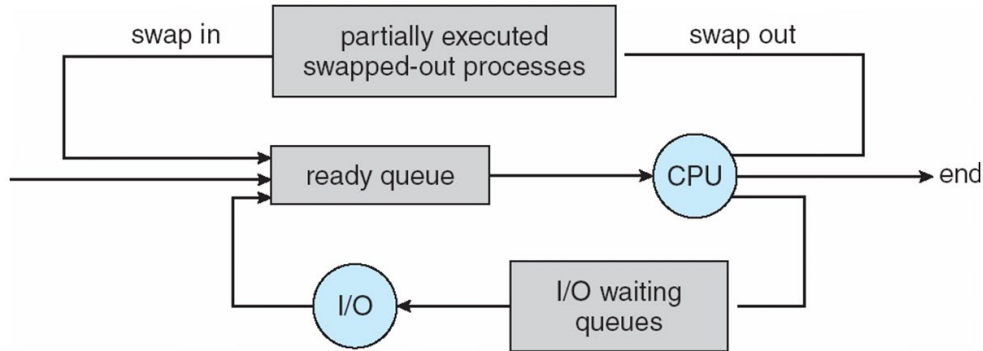 swap in
partially executed
swapped-out processes
swap out
ready queue
CPU
end
I/O
I/O waiting
queues